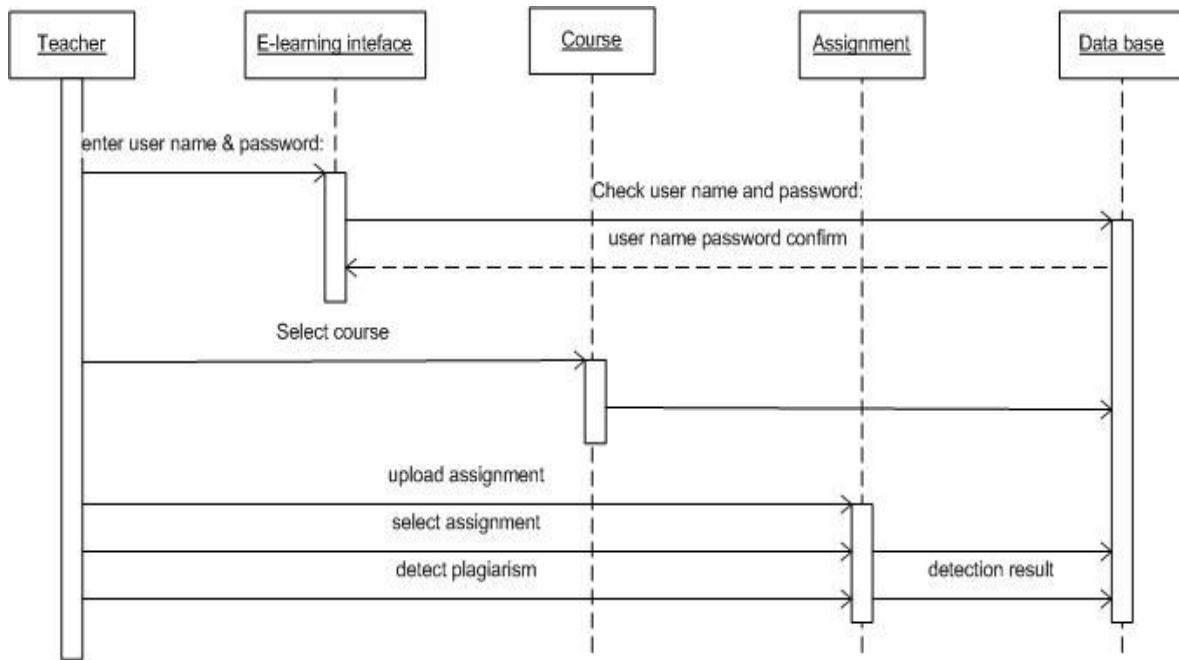 Teacher
E-learning inteface
Course
Assignment
Data base
enter user name & password:
Check user name and password:
user name password confirm
Select course
upload assignment
select assignment
detect plagiarism
detection result